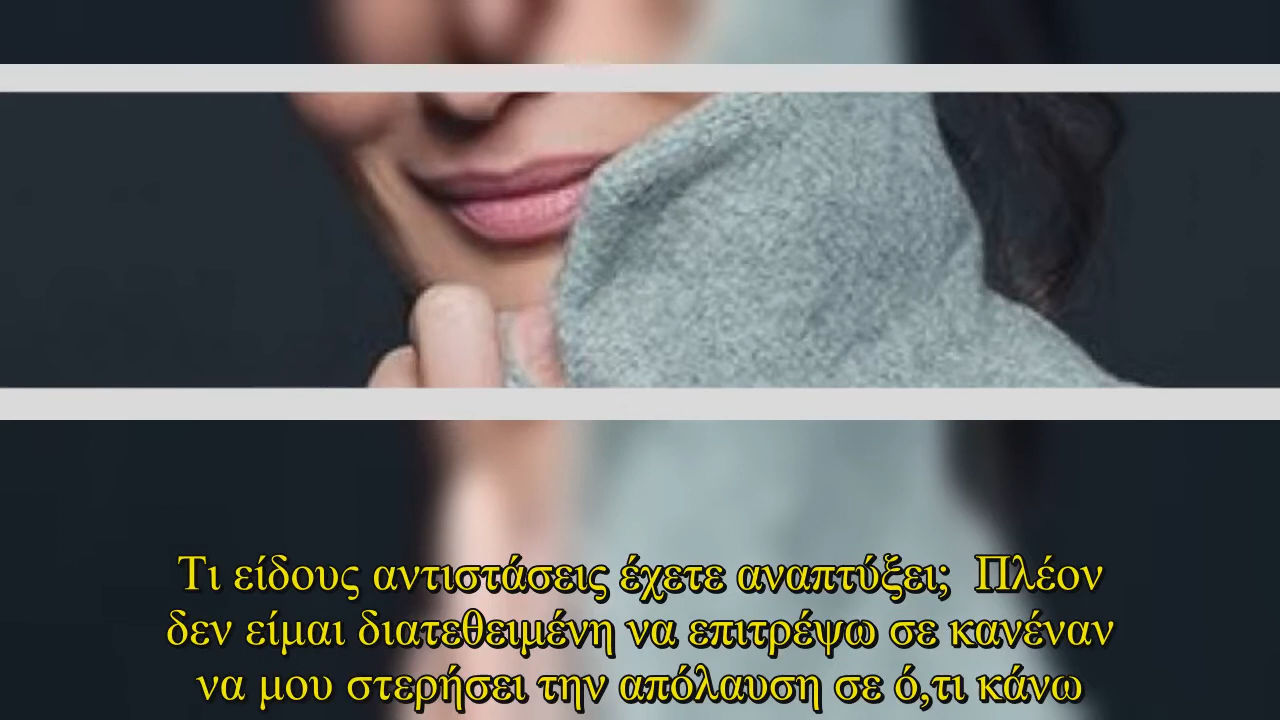 Τι είδους αντιστάσεις έχετε αναπτύξει;  Πλέον
δεν είμαι διατεθειμένη να επιτρέψω σε κανέναν
να μου στερήσει την απόλαυση σε ό,τι κάνω